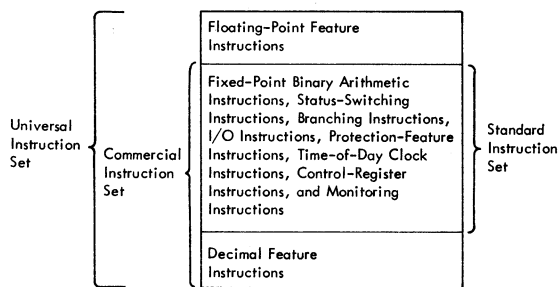 Floating-Point Feature
Instructions
Universal
Instruction
Set
Commercial
Instruction
Set
Fixed-Point Binary Arithmetic
Instructions, Status-Switching
Instructions, Branching Instructions,
I/O Instructions, Protection-Feature
Instructions, Time-of-Day Clock
Instructions, Control-Register
Instructions, and Monitoring
Instructions
Standard
Instruction
Set
Decimal Feature
Instructions